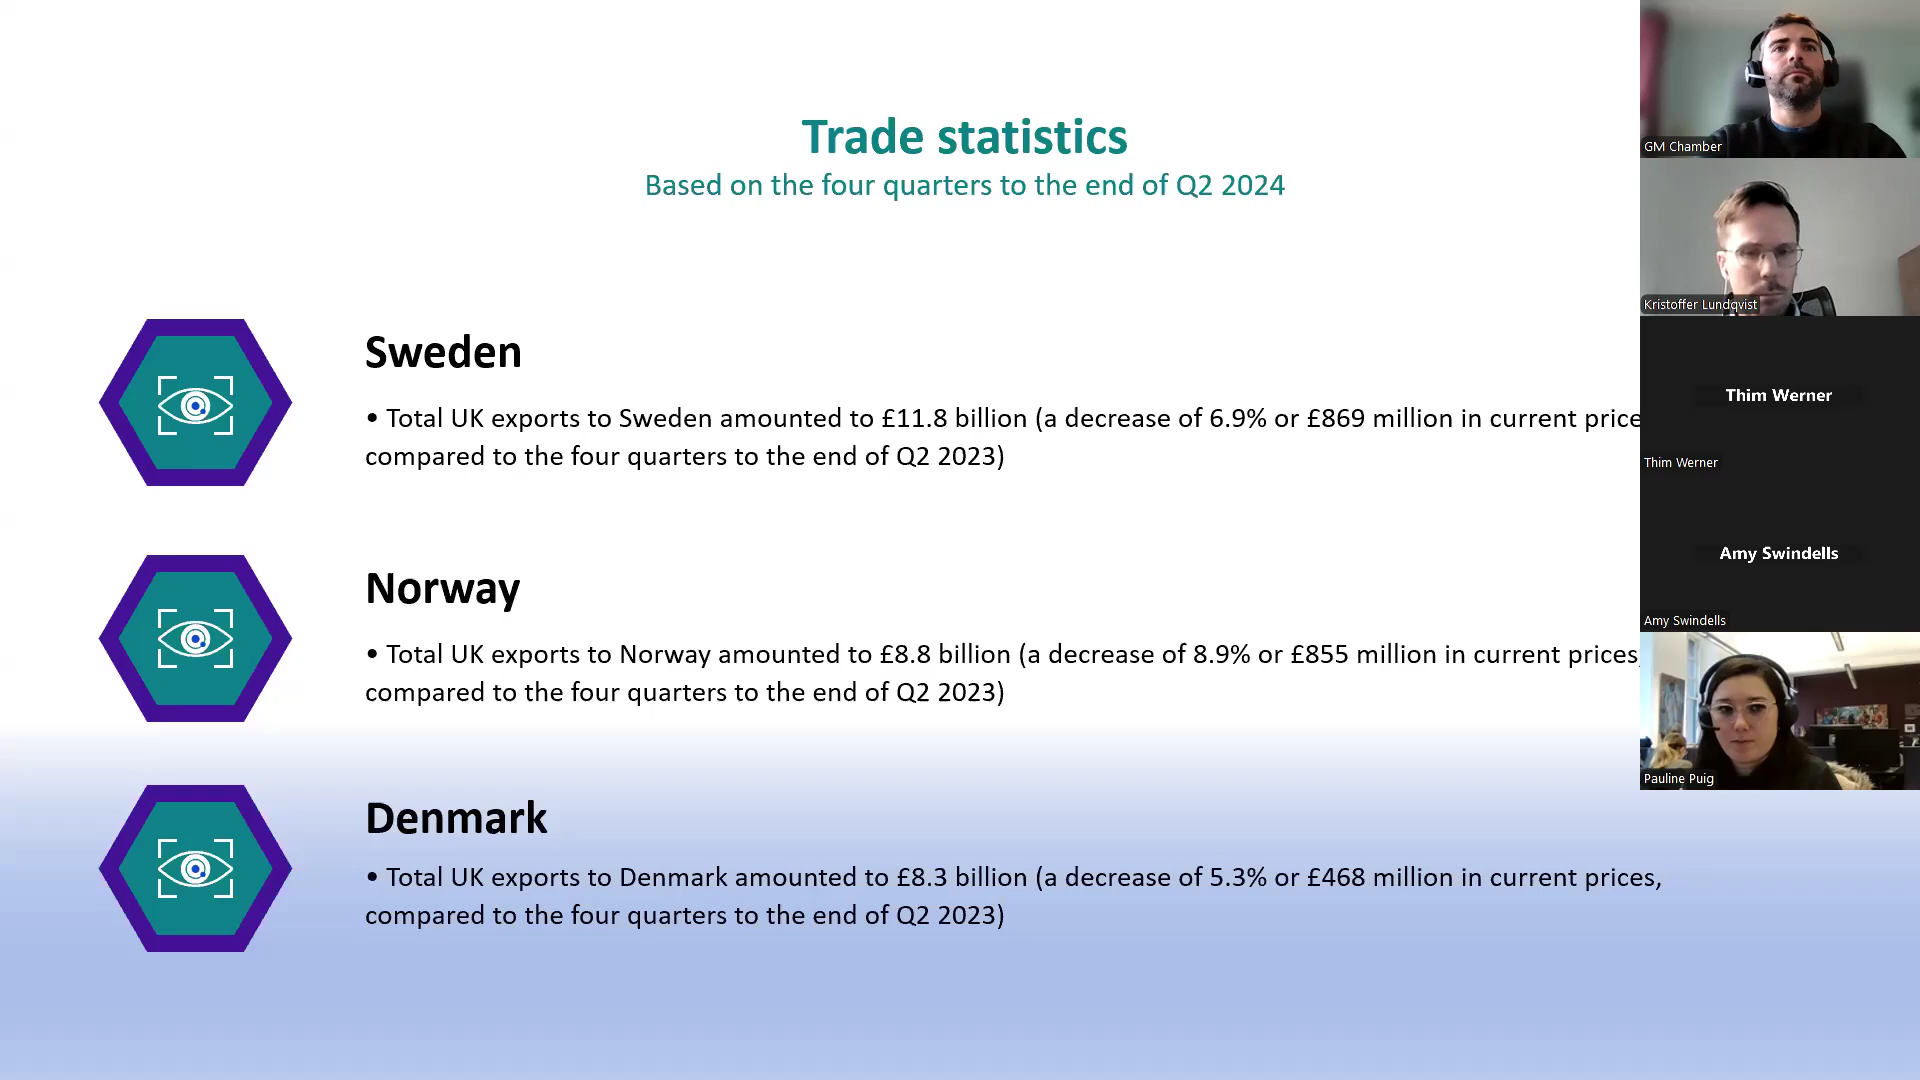 Trade statistics
Based on the four quarters to the end of Q2 2024
Sweden
• Total UK exports to Sweden amounted to £11.8 billion (a decrease of 6.9% or £869 million in current price
compared to the four quarters to the end of Q2 2023)
Norway
• Total UK exports to Norway amounted to £8.8 billion (a decrease of 8.9% or £855 million in current prices,
compared to the four quarters to the end of Q2 2023)
Denmark
• Total UK exports to Denmark amounted to £8.3 billion (a decrease of 5.3% or £468 million in current prices,
compared to the four quarters to the end of Q2 2023)
GM Chamber
Kristoffer Lundqvist
Thim Werner
Thim Werner
Amy Swindells
Amy Swindells
Pauline Puig